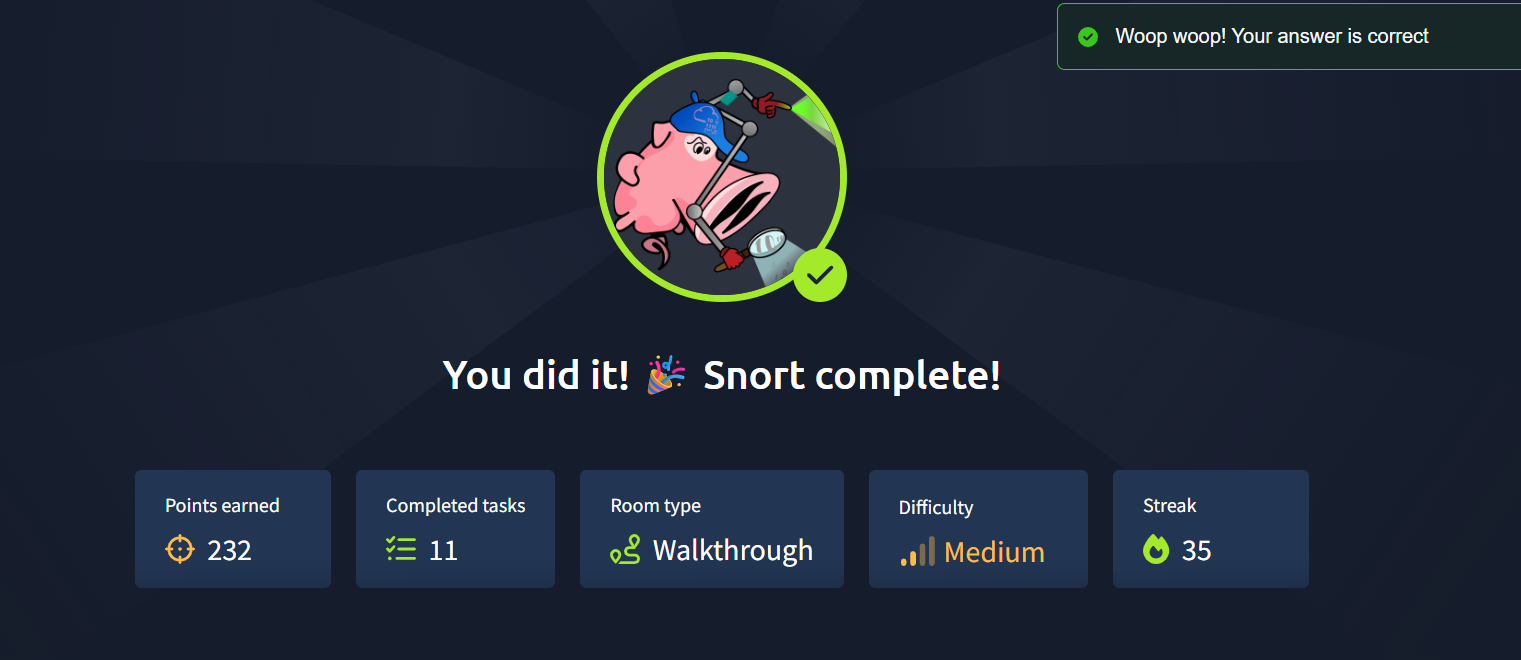 Woop woop! Your answer is correct
You did it! 🎉 Snort complete!
Points earned
232
Completed tasks
11
Room type
Walkthrough
Difficulty
Medium
Streak
35